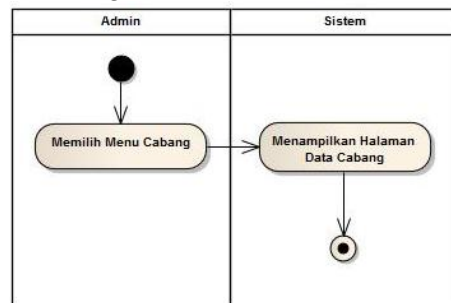 Admin
Sistem
Memilih Menu Cabang
Menampilkan Halaman
Data Cabang